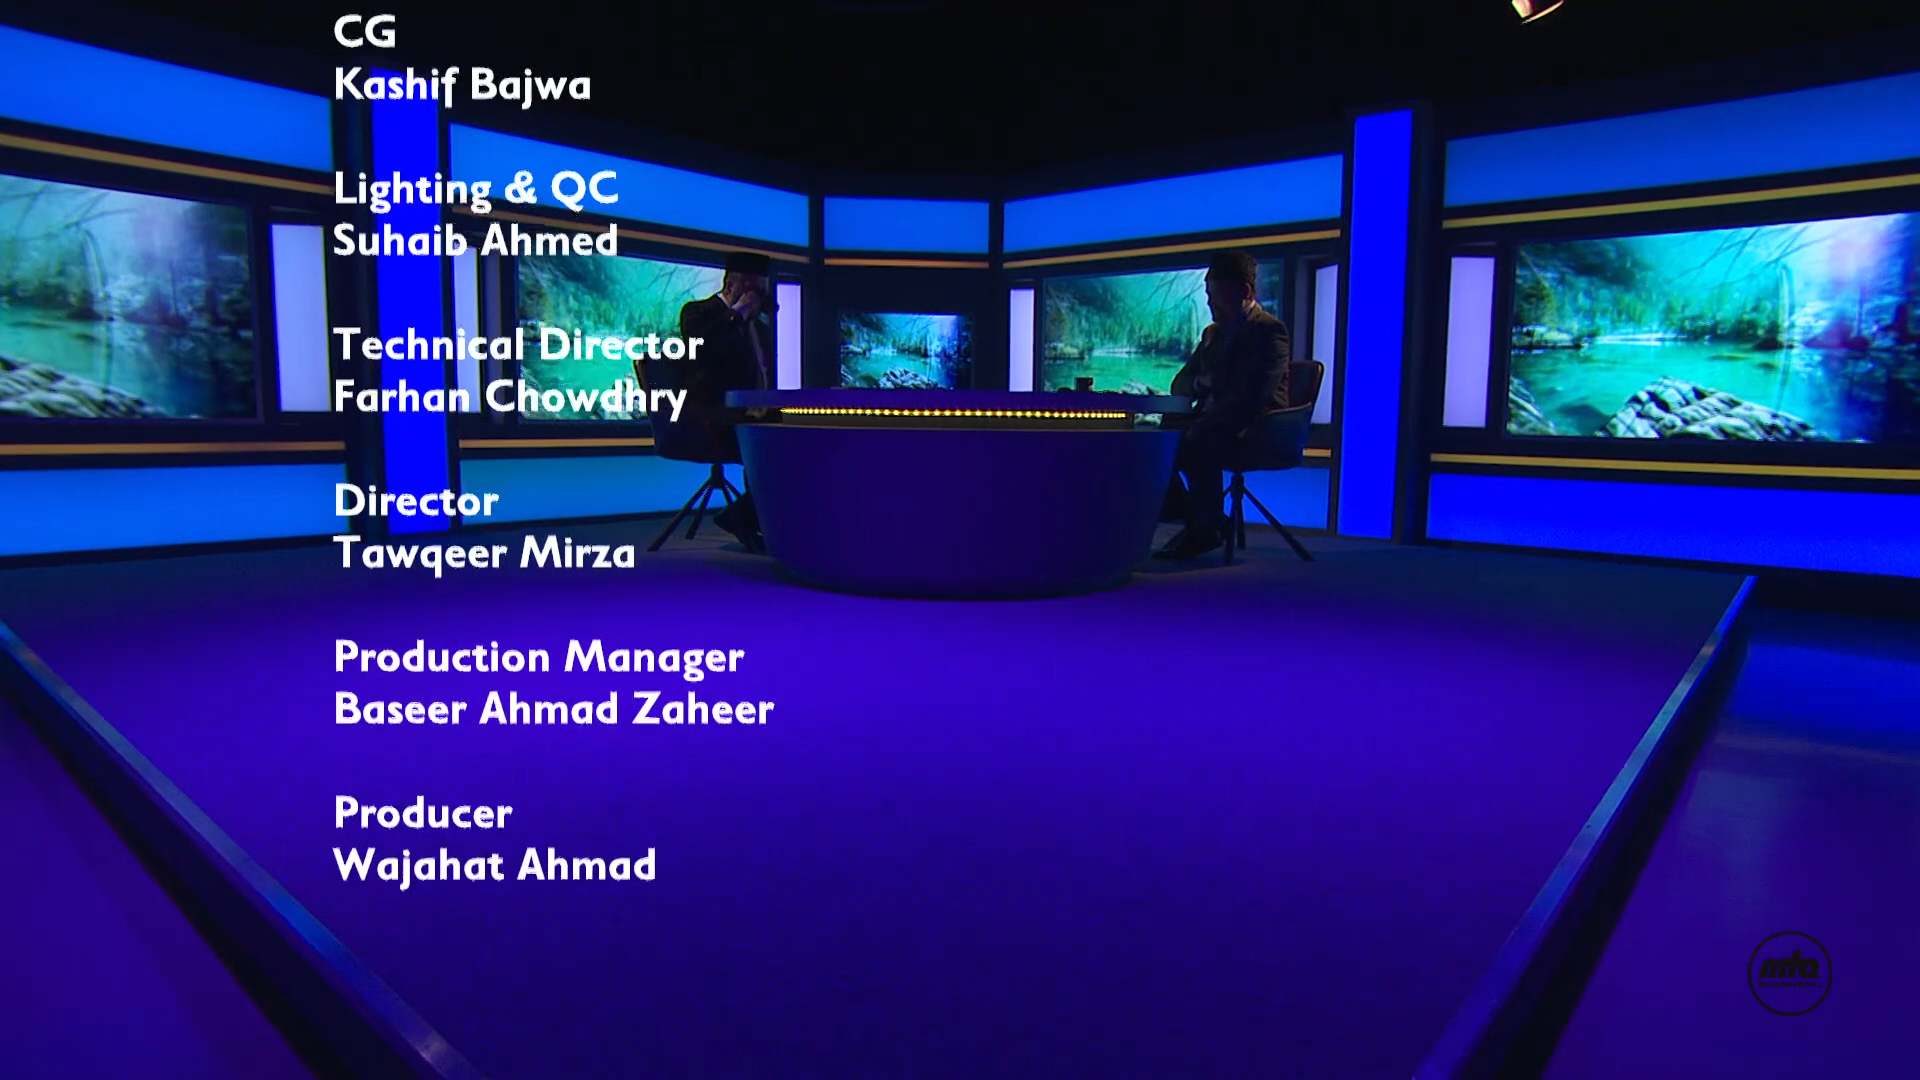 CG
Kashif Bajwa
Lighting & QC
Suhaib Ahmed
Technical Director
Farhan Chowdhry
Director
Tawqeer Mirza
Production Manager
Baseer Ahmad Zaheer
Producer
Wajahat Ahmad
mta